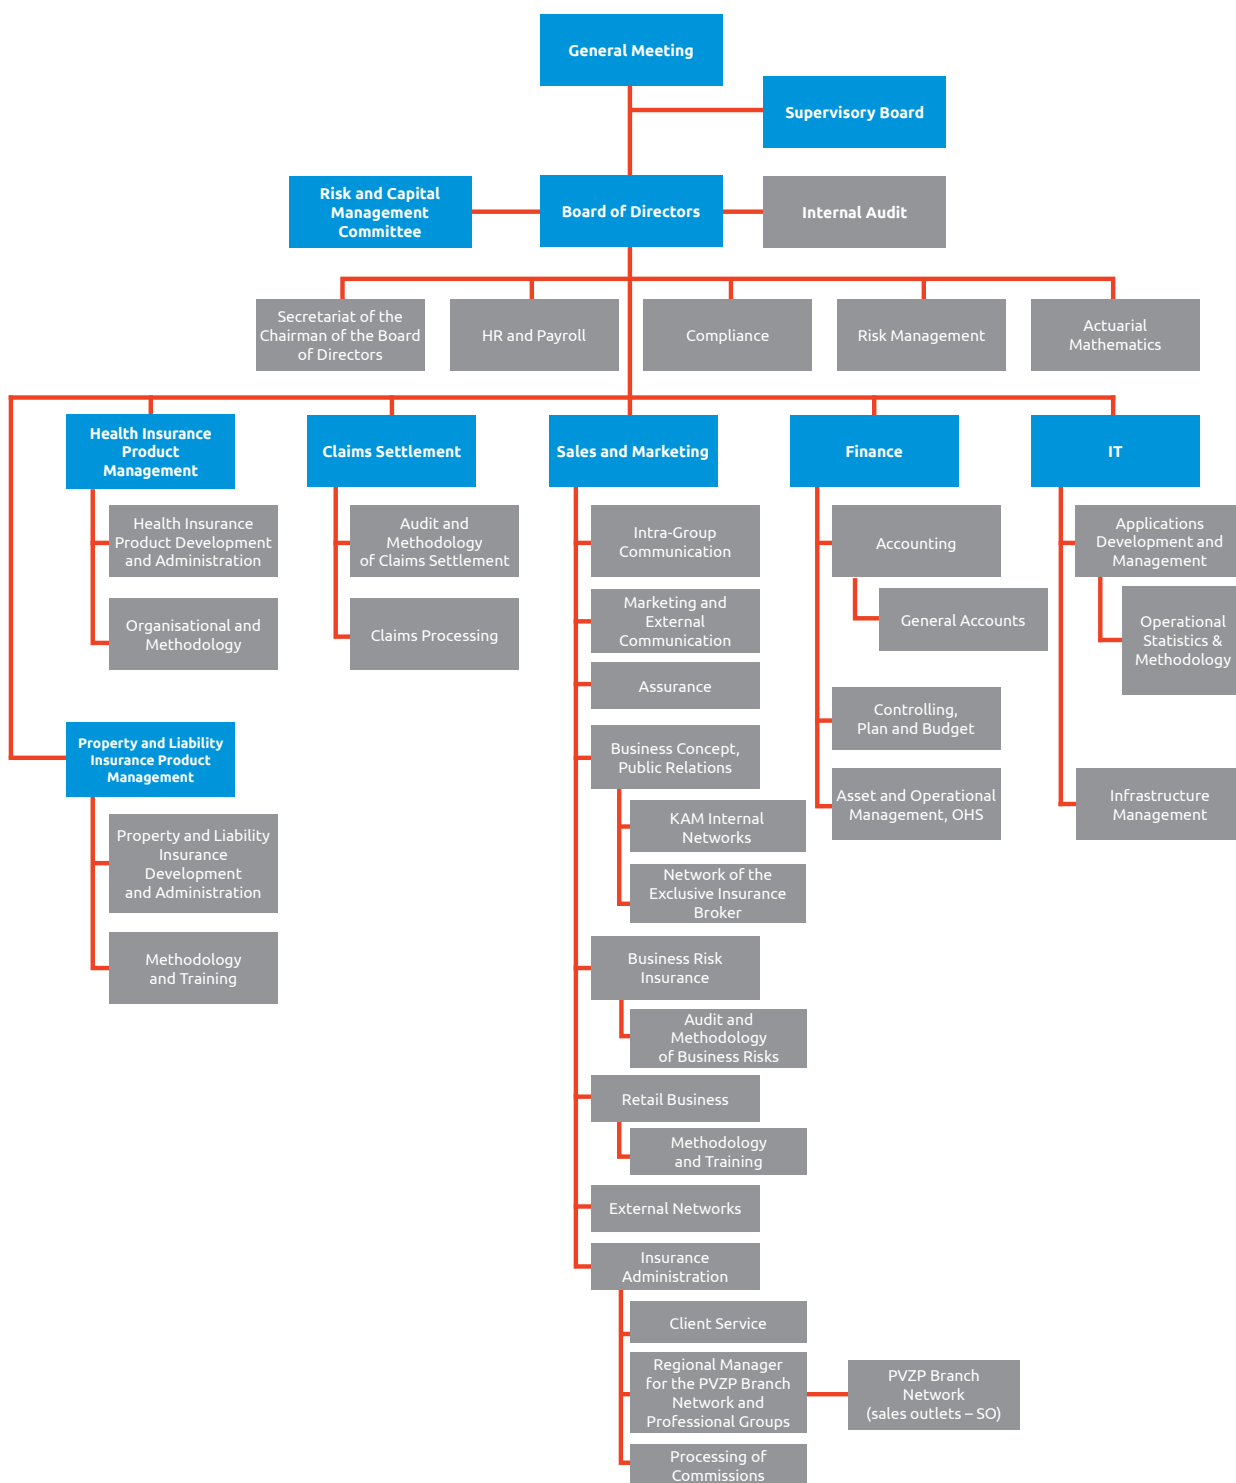 General Meeting
Supervisory Board
Risk and Capital
Management
Committee
Board of Directors
Internal Audit
Secretariat of the
Chairman of the Board
of Directors
HR and Payroll
Compliance
Risk Management
Actuarial
Mathematics
Health Insurance
Product
Management
Claims Settlement
Sales and Marketing
Finance
IT
Health Insurance
Product Development
and Administration
Organisational and
Methodology
Property and Liability
Insurance Product
Management
Property and Liability
Insurance
Development
and Administration
Methodology
and Training
Audit and
Methodology
of Claims Settlement
Claims Processing
Intra-Group
Communication
Marketing and
External
Communication
Assurance
Business Concept,
Public Relations
KAM Internal
Networks
Network of the
Exclusive Insurance
Broker
Business Risk
Insurance
Audit and
Methodology
of Business Risks
Retail Business
Methodology
and Training
External Networks
Insurance
Administration
Client Service
Regional Manager
for the PVZP Branch
Network and
Professional Groups
PVZP Branch
Network
(sales outlets – SO)
Processing of
Commissions
Accounting
General Accounts
Controlling,
Plan and Budget
Asset and Operational
Management, OHS
Applications
Development and
Management
Operational
Statistics &
Methodology
Infrastructure
Management